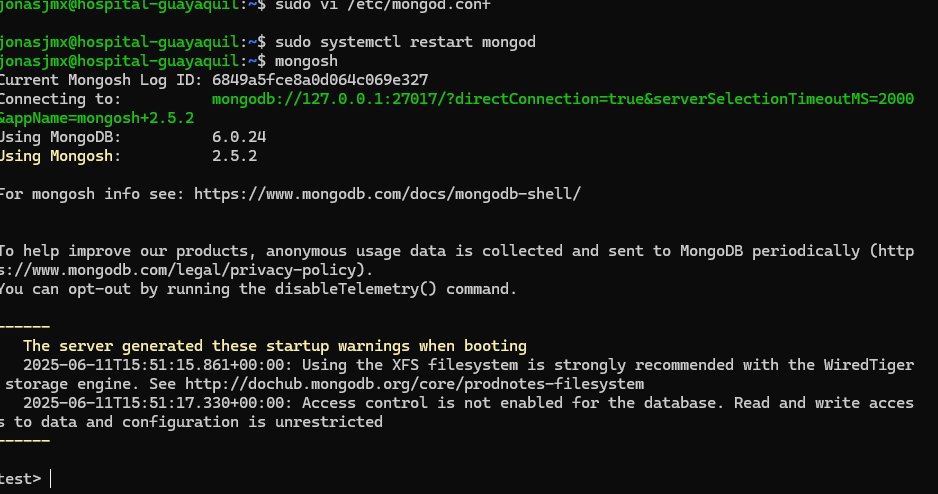 jonasjmx@hospital-guayaquil:~$ sudo vi /etc/mongod.conf
jonasjmx@hospital-guayaquil:~$ sudo systemctl restart mongod
jonasjmx@hospital-guayaquil:~$ mongosh
Current Mongosh Log ID: 6849a5fce8a0d064c069e327
Connecting to: mongodb://127.0.0.1:27017/?directConnection=true&serverSelectionTimeoutMS=2000
&appName=mongosh+2.5.2
Using MongoDB: 6.0.24
Using Mongosh: 2.5.2
For mongosh info see: https://www.mongodb.com/docs/mongodb-shell/
To help improve our products, anonymous usage data is collected and sent to MongoDB periodically (http
s://www.mongodb.com/legal/privacy-policy).
You can opt-out by running the disableTelemetry() command.
------
The server generated these startup warnings when booting
2025-06-11T15:51:15.861+00:00: Using the XFS filesystem is strongly recommended with the WiredTiger
storage engine. See http://dochub.mongodb.org/core/prodnotes-filesystem
2025-06-11T15:51:17.330+00:00: Access control is not enabled for the database. Read and write acces
s to data and configuration is unrestricted
------
test>